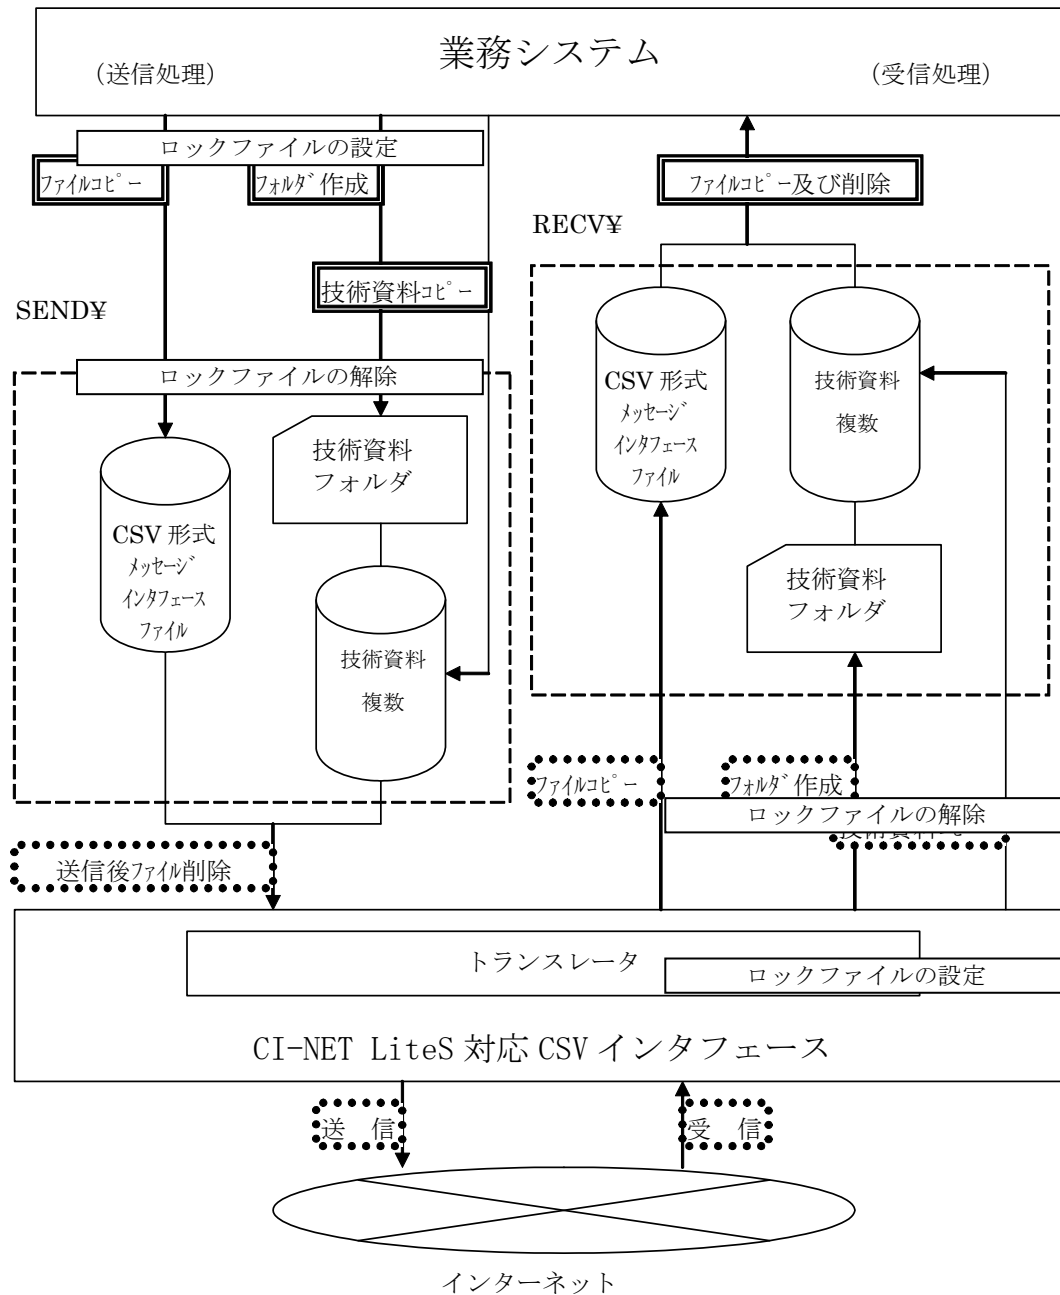 業務システム
(送信処理)
(受信処理)
ロックファイルの設定
ﾌｧｲﾙｺﾋﾟｰ
ﾌｫﾙﾀﾞ作成
ﾌｧｲﾙｺﾋﾟｰ及び削除
RECV¥
技術資料ｺﾋﾟｰ
SEND¥
ロックファイルの解除
CSV 形式
ﾒｯｾｰｼﾞ
ｲﾝﾀﾌｪｰｽ
ﾌｧｲﾙ
技術資料
複数
技術資料
フォルダ
CSV 形式
ﾒｯｾｰｼﾞ
ｲﾝﾀﾌｪｰｽ
ﾌｧｲﾙ
技術資料
フォルダ
技術資料
複数
ﾌｧｲﾙｺﾋﾟｰ
ﾌｫﾙﾀﾞ作成
ロックファイルの解除
送信後ﾌｧｲﾙ削除
トランスレータ
ロックファイルの設定
CI-NET LiteS 対応 CSV インタフェース
送　信
受　信
インターネット